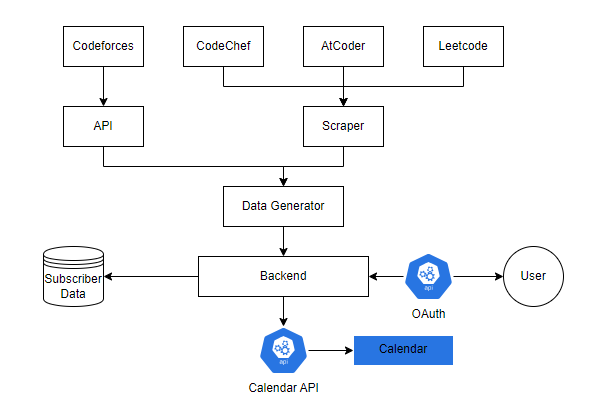 Codeforces
CodeChef
AtCoder
Leetcode
API
Scraper
Data Generator
Subscriber
Data
Backend
api
OAuth
User
api
Calendar API
Calendar